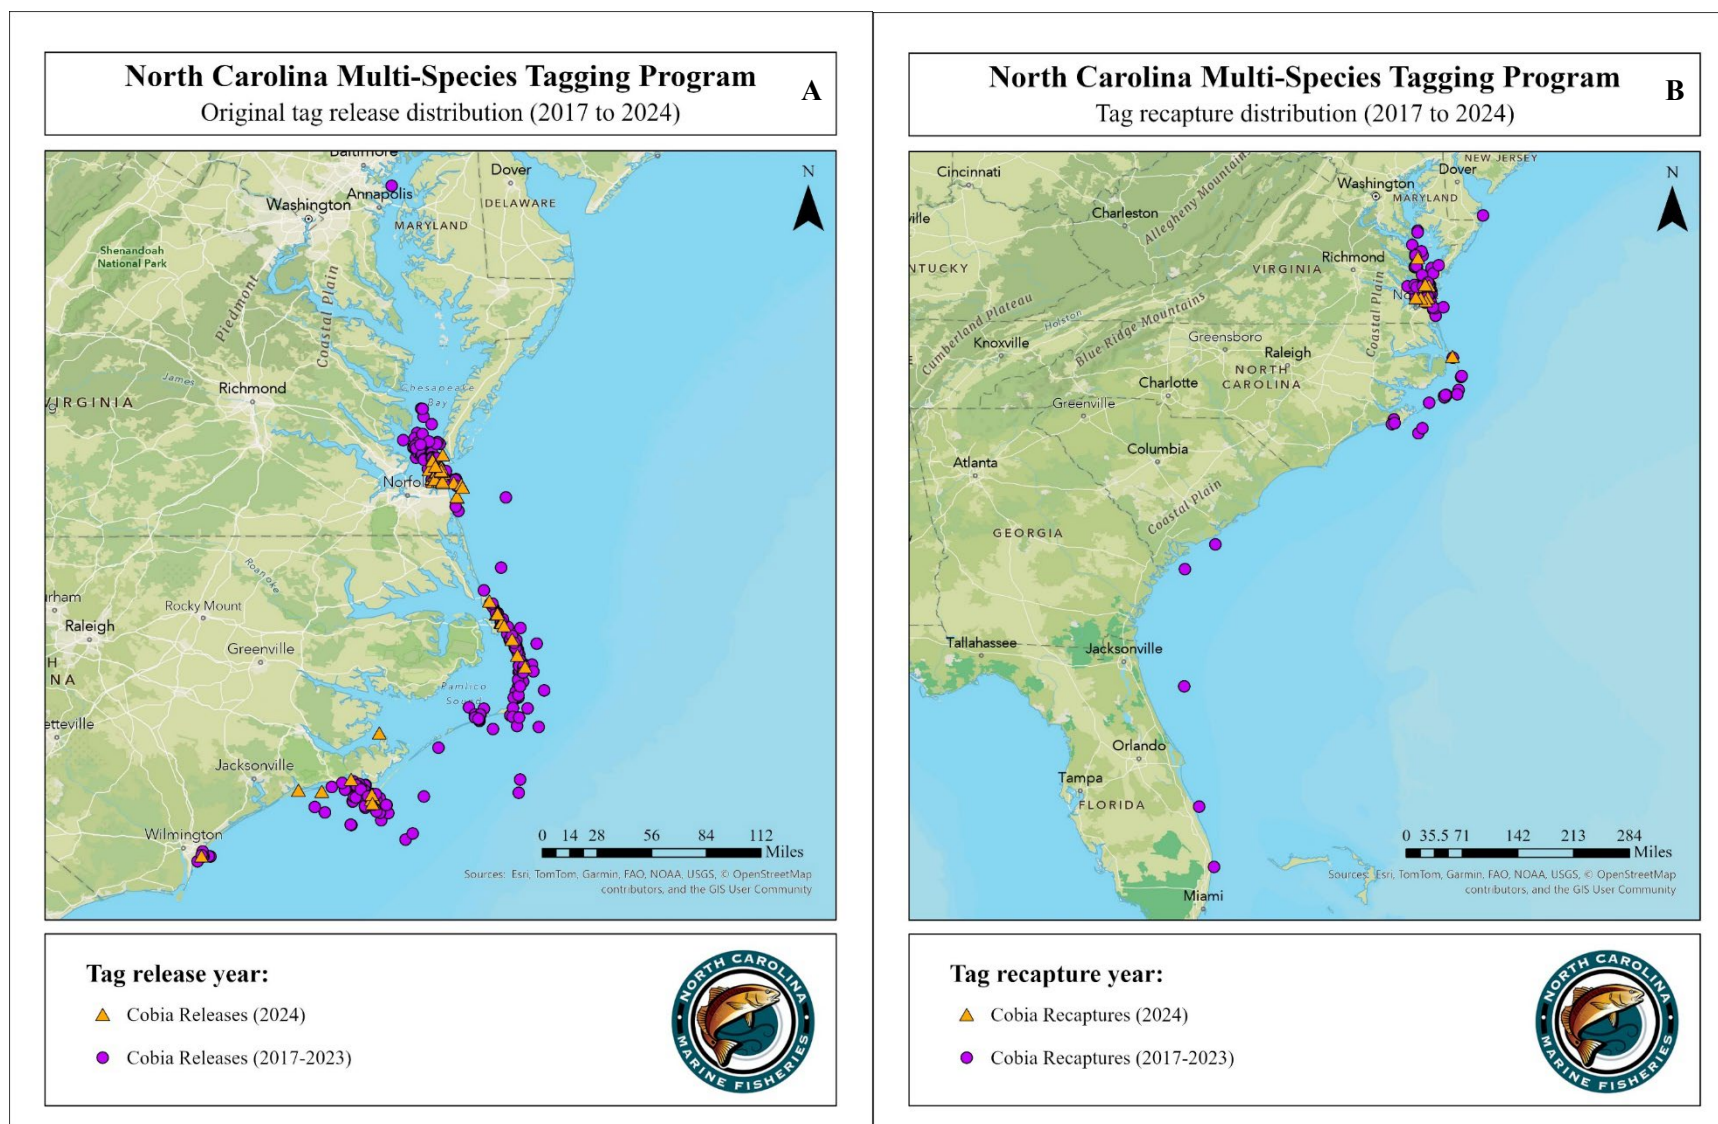 North Carolina Multi-Species Tagging Program
A
Original tag release distribution (2017 to 2024)
Baltimore
Annapolis
Dover
Washington
DELAWARE
MARYLAND
Shenandoah
National Park
Piedmont
Coastal Plain
Chesapeake
Bay
James
Richmond
VIRGINIA
Norfol
Roanoke
rham
Rocky Mount
Raleigh
Greenville
H
NA
Pamlico
Sound
etteville
Jacksonville
Wilmington
N
0 14 28 56 84 112
Miles
Sources: Esri, TomTom, Garmin, FAO, NOAA, USGS, © OpenStreetMap
contributors, and the GIS User Community
Tag release year:
Cobia Releases (2024)
Cobia Releases (2017-2023)
NORTH CAROLINA
MARINE FISHERIES
North Carolina Multi-Species Tagging Program
B
Tag recapture distribution (2017 to 2024)
Cincinnati
NEW JERSEY
Dover
Washington
MARYLAND
ville
Charleston
Allegheny Mountain
Richmond
NTUCKY
VIRGINIA
No
Cumberland Plateau
Holston
Blue Ridge Mountains
Coastal Plain
Knoxville
Greensboro
Raleigh
NORTH
CAROLINA
Charlotte
Greenville
Columbia
Atlanta
Coastal Plain
GEORGIA
Tallahassee
Jacksonville
Orlando
Tampa
FLORIDA
Miami
N
0 35.5 71 142 213 284
Miles
Sources: Esri, TomTom, Garmin, FAO, NOAA, USGS, © OpenStreetMap
contributors, and the GIS User Community
Tag recapture year:
Cobia Recaptures (2024)
Cobia Recaptures (2017-2023)
NORTH CAROLINA
MARINE FISHERIES